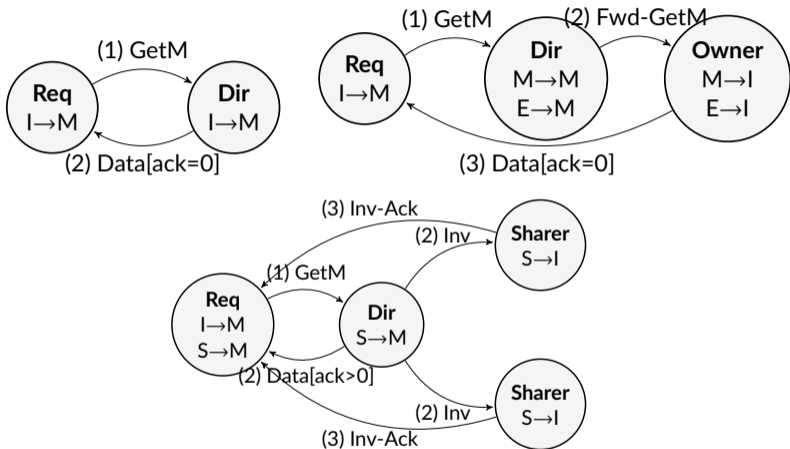 (1) GetM
Req
I→M
Dir
I→M
(2) Data[ack=0]
(1) GetM
(2) Fwd-GetM
Req
I→M
Dir
M→M
E→M
Owner
M→I
E→I
(3) Data[ack=0]
(3) Inv-Ack
(2) Inv
Sharer
S→I
(1) GetM
Req
I→M
S→M
Dir
S→M
(2) Data[ack>0]
Sharer
S→I
(2) Inv
(3) Inv-Ack